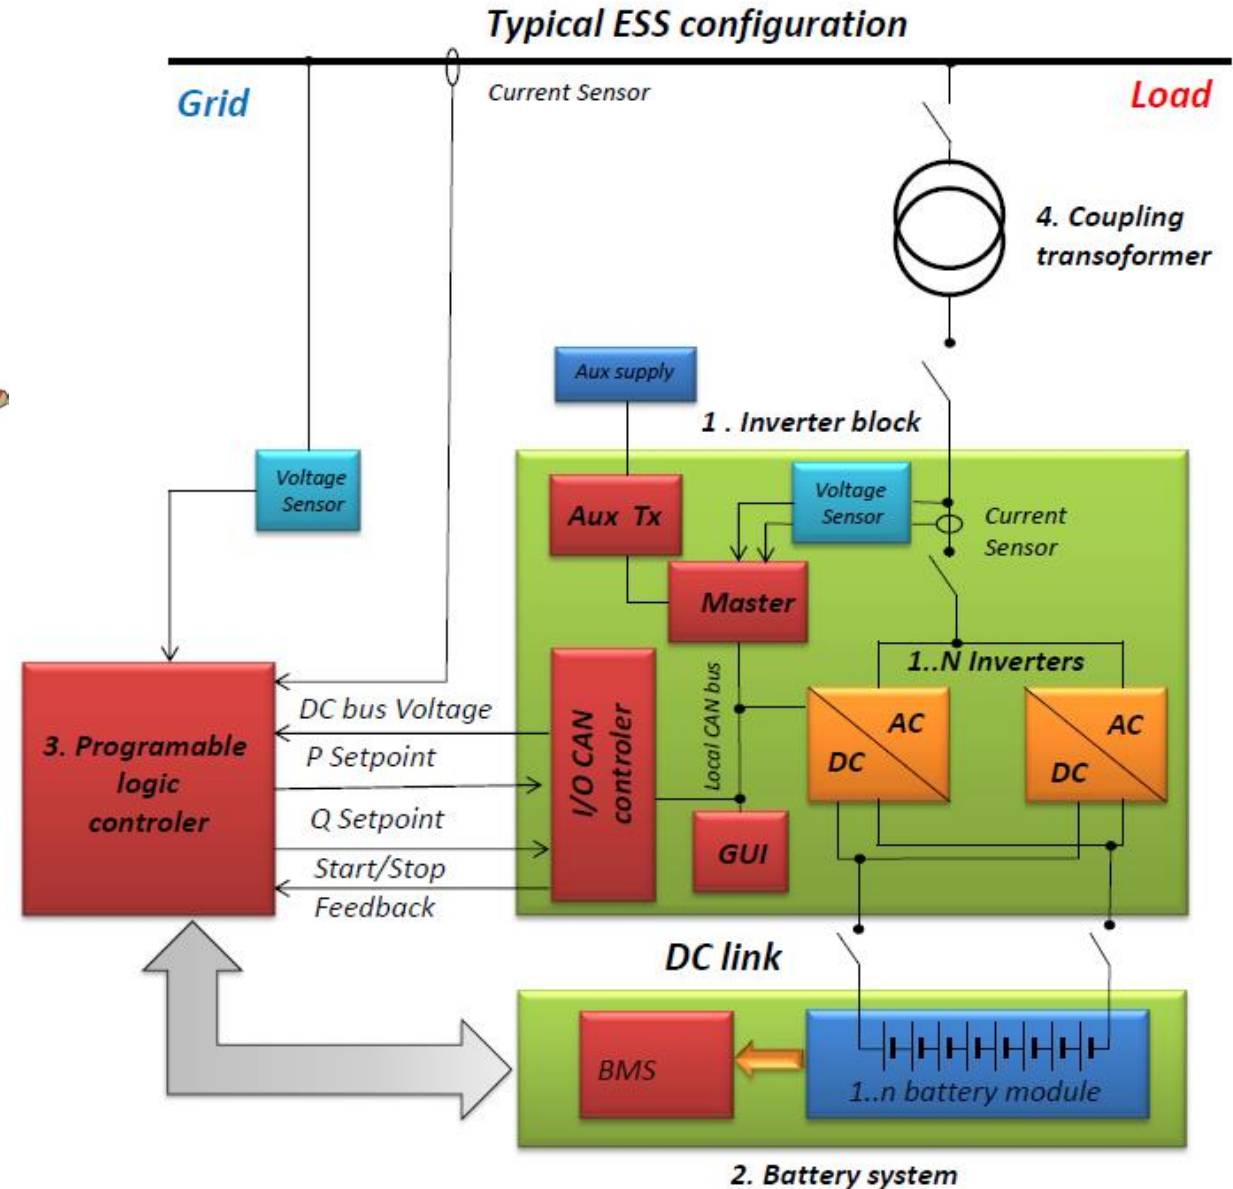 Typical ESS configuration
Grid
Current Sensor
Load
4. Coupling
transoformer
Aux supply
1 . Inverter block
Voltage
Sensor
Aux Tx
Voltage
Sensor
Current
Sensor
Master
1..N Inverters
Local CAN bus
DC bus Voltage
P Setpoint
Q Setpoint
Start/Stop
Feedback
3. Programable
logic
controler
I/O CAN
controler
AC
DC
AC
DC
GUI
DC link
BMS
1..n battery module
2. Battery system